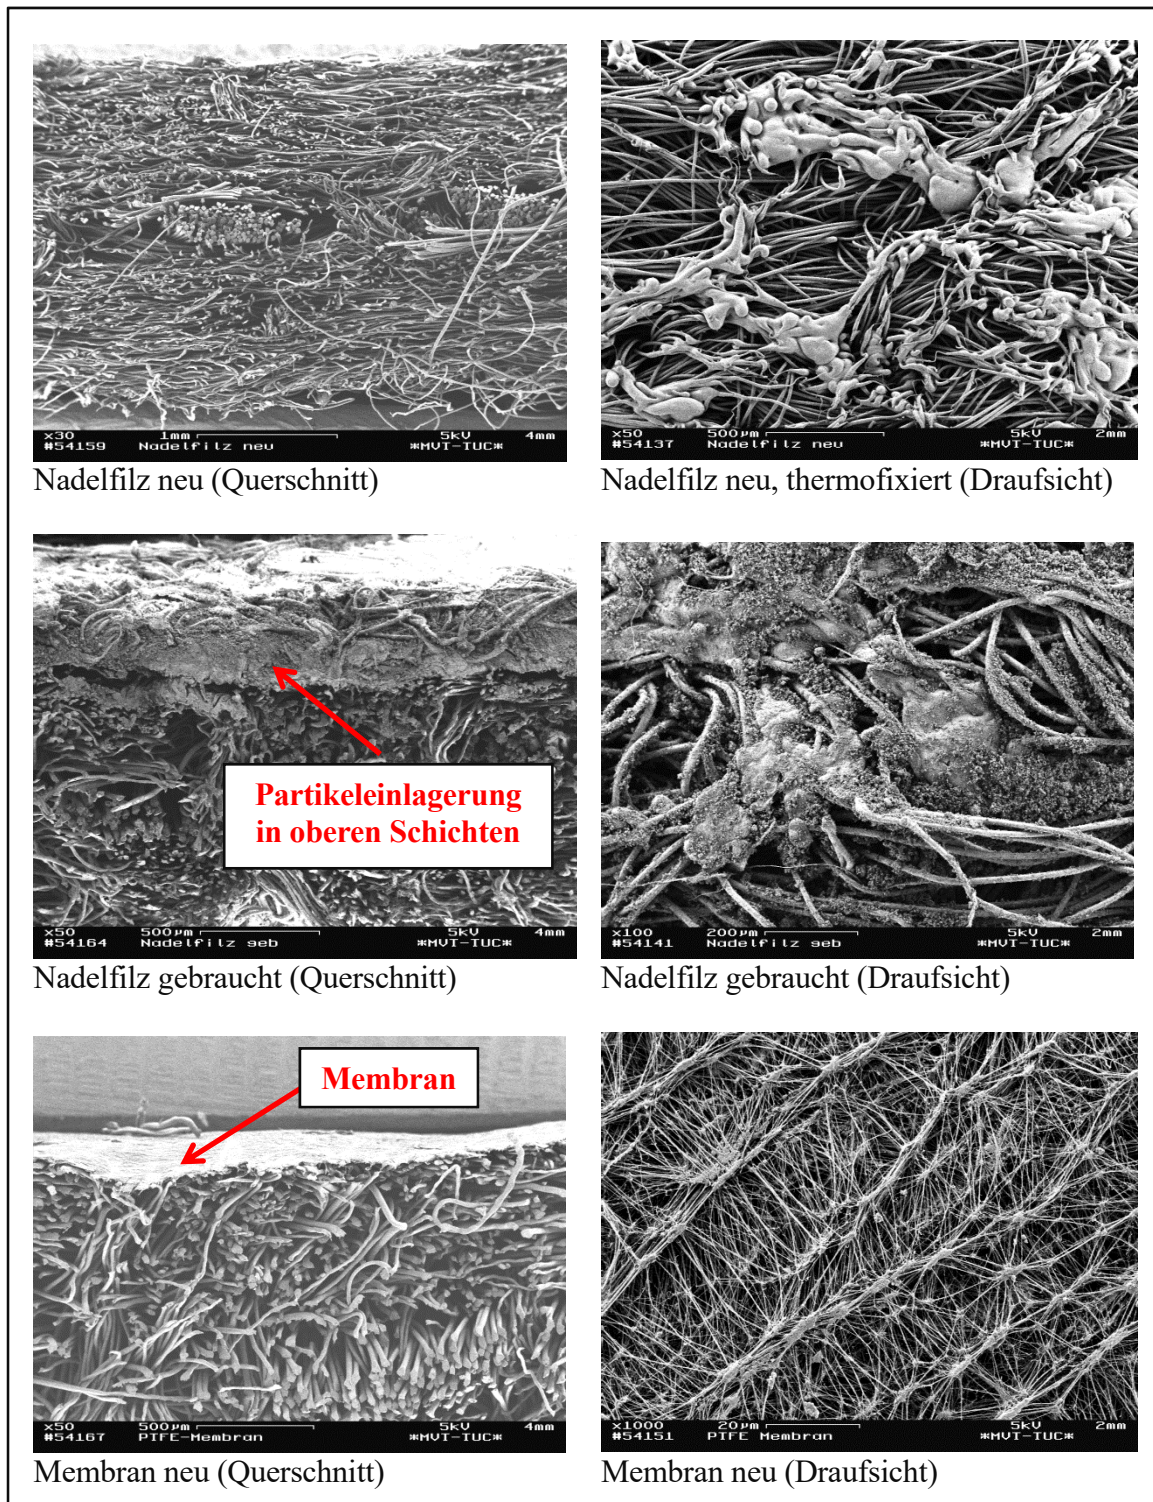 x30 1mm 5kV 4mm
#54159 Nadelfilz neu *MVT-TUC*
Nadelfilz neu (Querschnitt)
x50 500µm 5kV 2mm
#54137 Nadelfilz neu *MVT-TUC*
Nadelfilz neu, thermofixiert (Draufsicht)
Partikeleinlagerung
in oberen Schichten
x50 500µm 5kV 4mm
#54164 Nadelfilz geb *MVT-TUC*
Nadelfilz gebraucht (Querschnitt)
x100 200µm 5kV 2mm
#54141 Nadelfilz geb *MVT-TUC*
Nadelfilz gebraucht (Draufsicht)
Membran
x50 500µm 5kV 4mm
#54167 PTFE-Membran *MVT-TUC*
Membran neu (Querschnitt)
x1000 20µm 5kV 2mm
#54151 PTFE Membran *MVT-TUC*
Membran neu (Draufsicht)